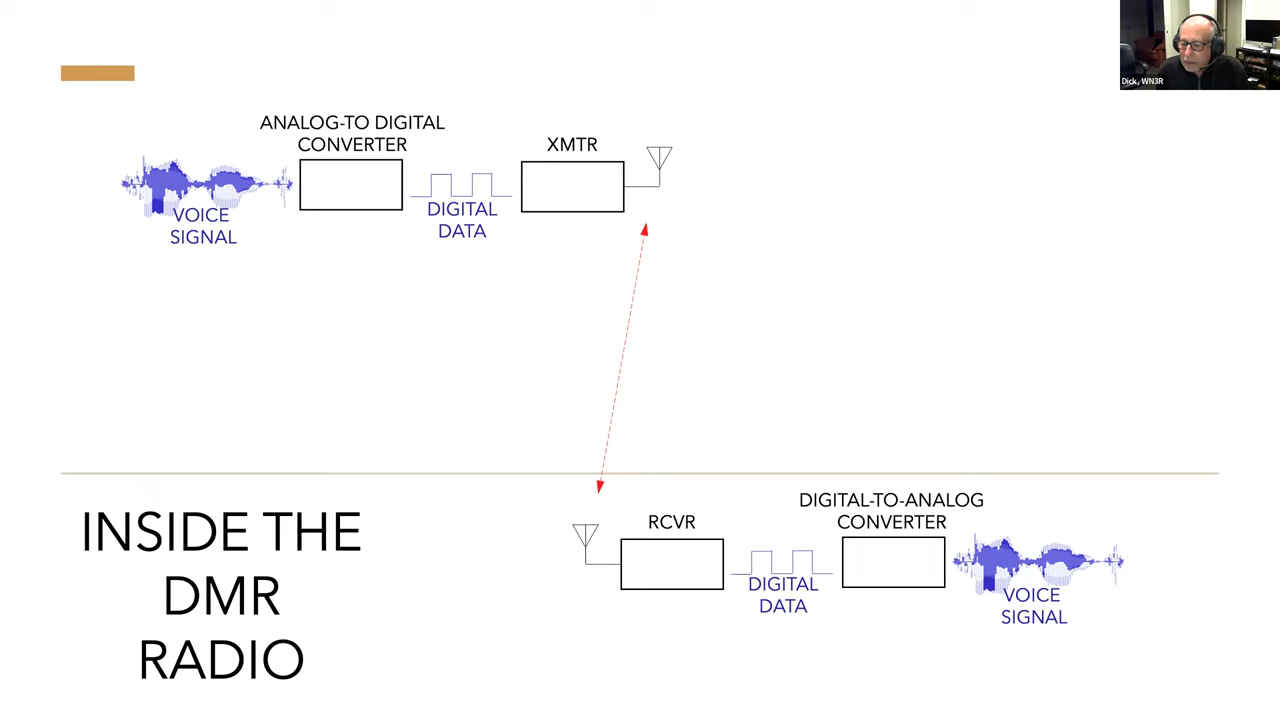 Dick, WN3R
ANALOG-TO DIGITAL
CONVERTER
XMTR
VOICE
SIGNAL
DIGITAL
DATA
INSIDE THE
DMR
RADIO
RCVR
DIGITAL-TO-ANALOG
CONVERTER
DIGITAL
DATA
VOICE
SIGNAL